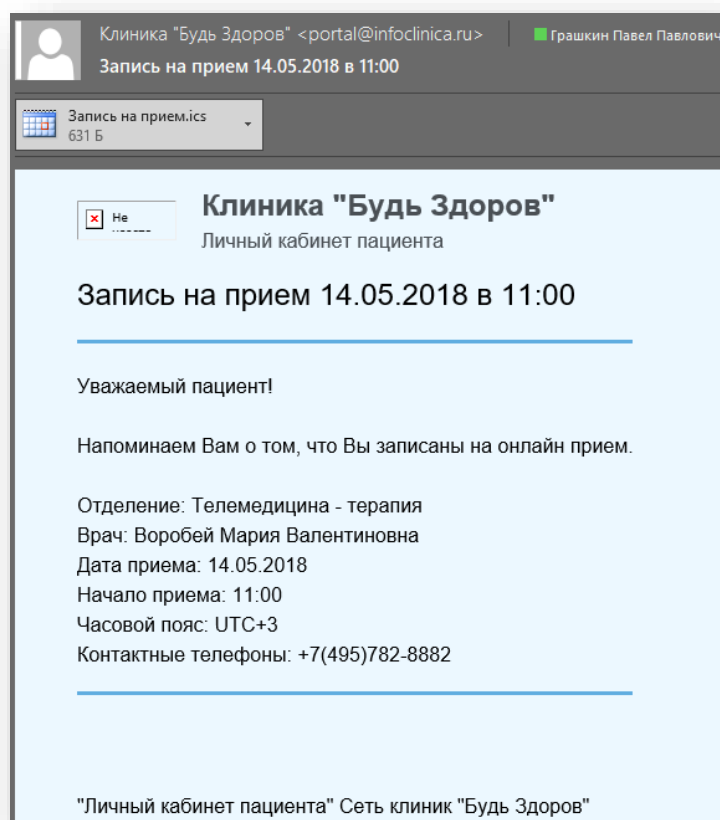 Клиника "Будь Здоров" <portal@infoclinica.ru>
Грашкин Павел Павлович
Запись на прием 14.05.2018 в 11:00
Запись на прием.ics
631 Б
Не
Клиника "Будь Здоров"
Личный кабинет пациента
Запись на прием 14.05.2018 в 11:00
Уважаемый пациент!
Напоминаем Вам о том, что Вы записаны на онлайн прием.
Отделение: Телемедицина - терапия
Врач: Воробей Мария Валентиновна
Дата приема: 14.05.2018
Начало приема: 11:00
Часовой пояс: UTC+3
Контактные телефоны: +7(495)782-8882
"Личный кабинет пациента" Сеть клиник "Будь Здоров"